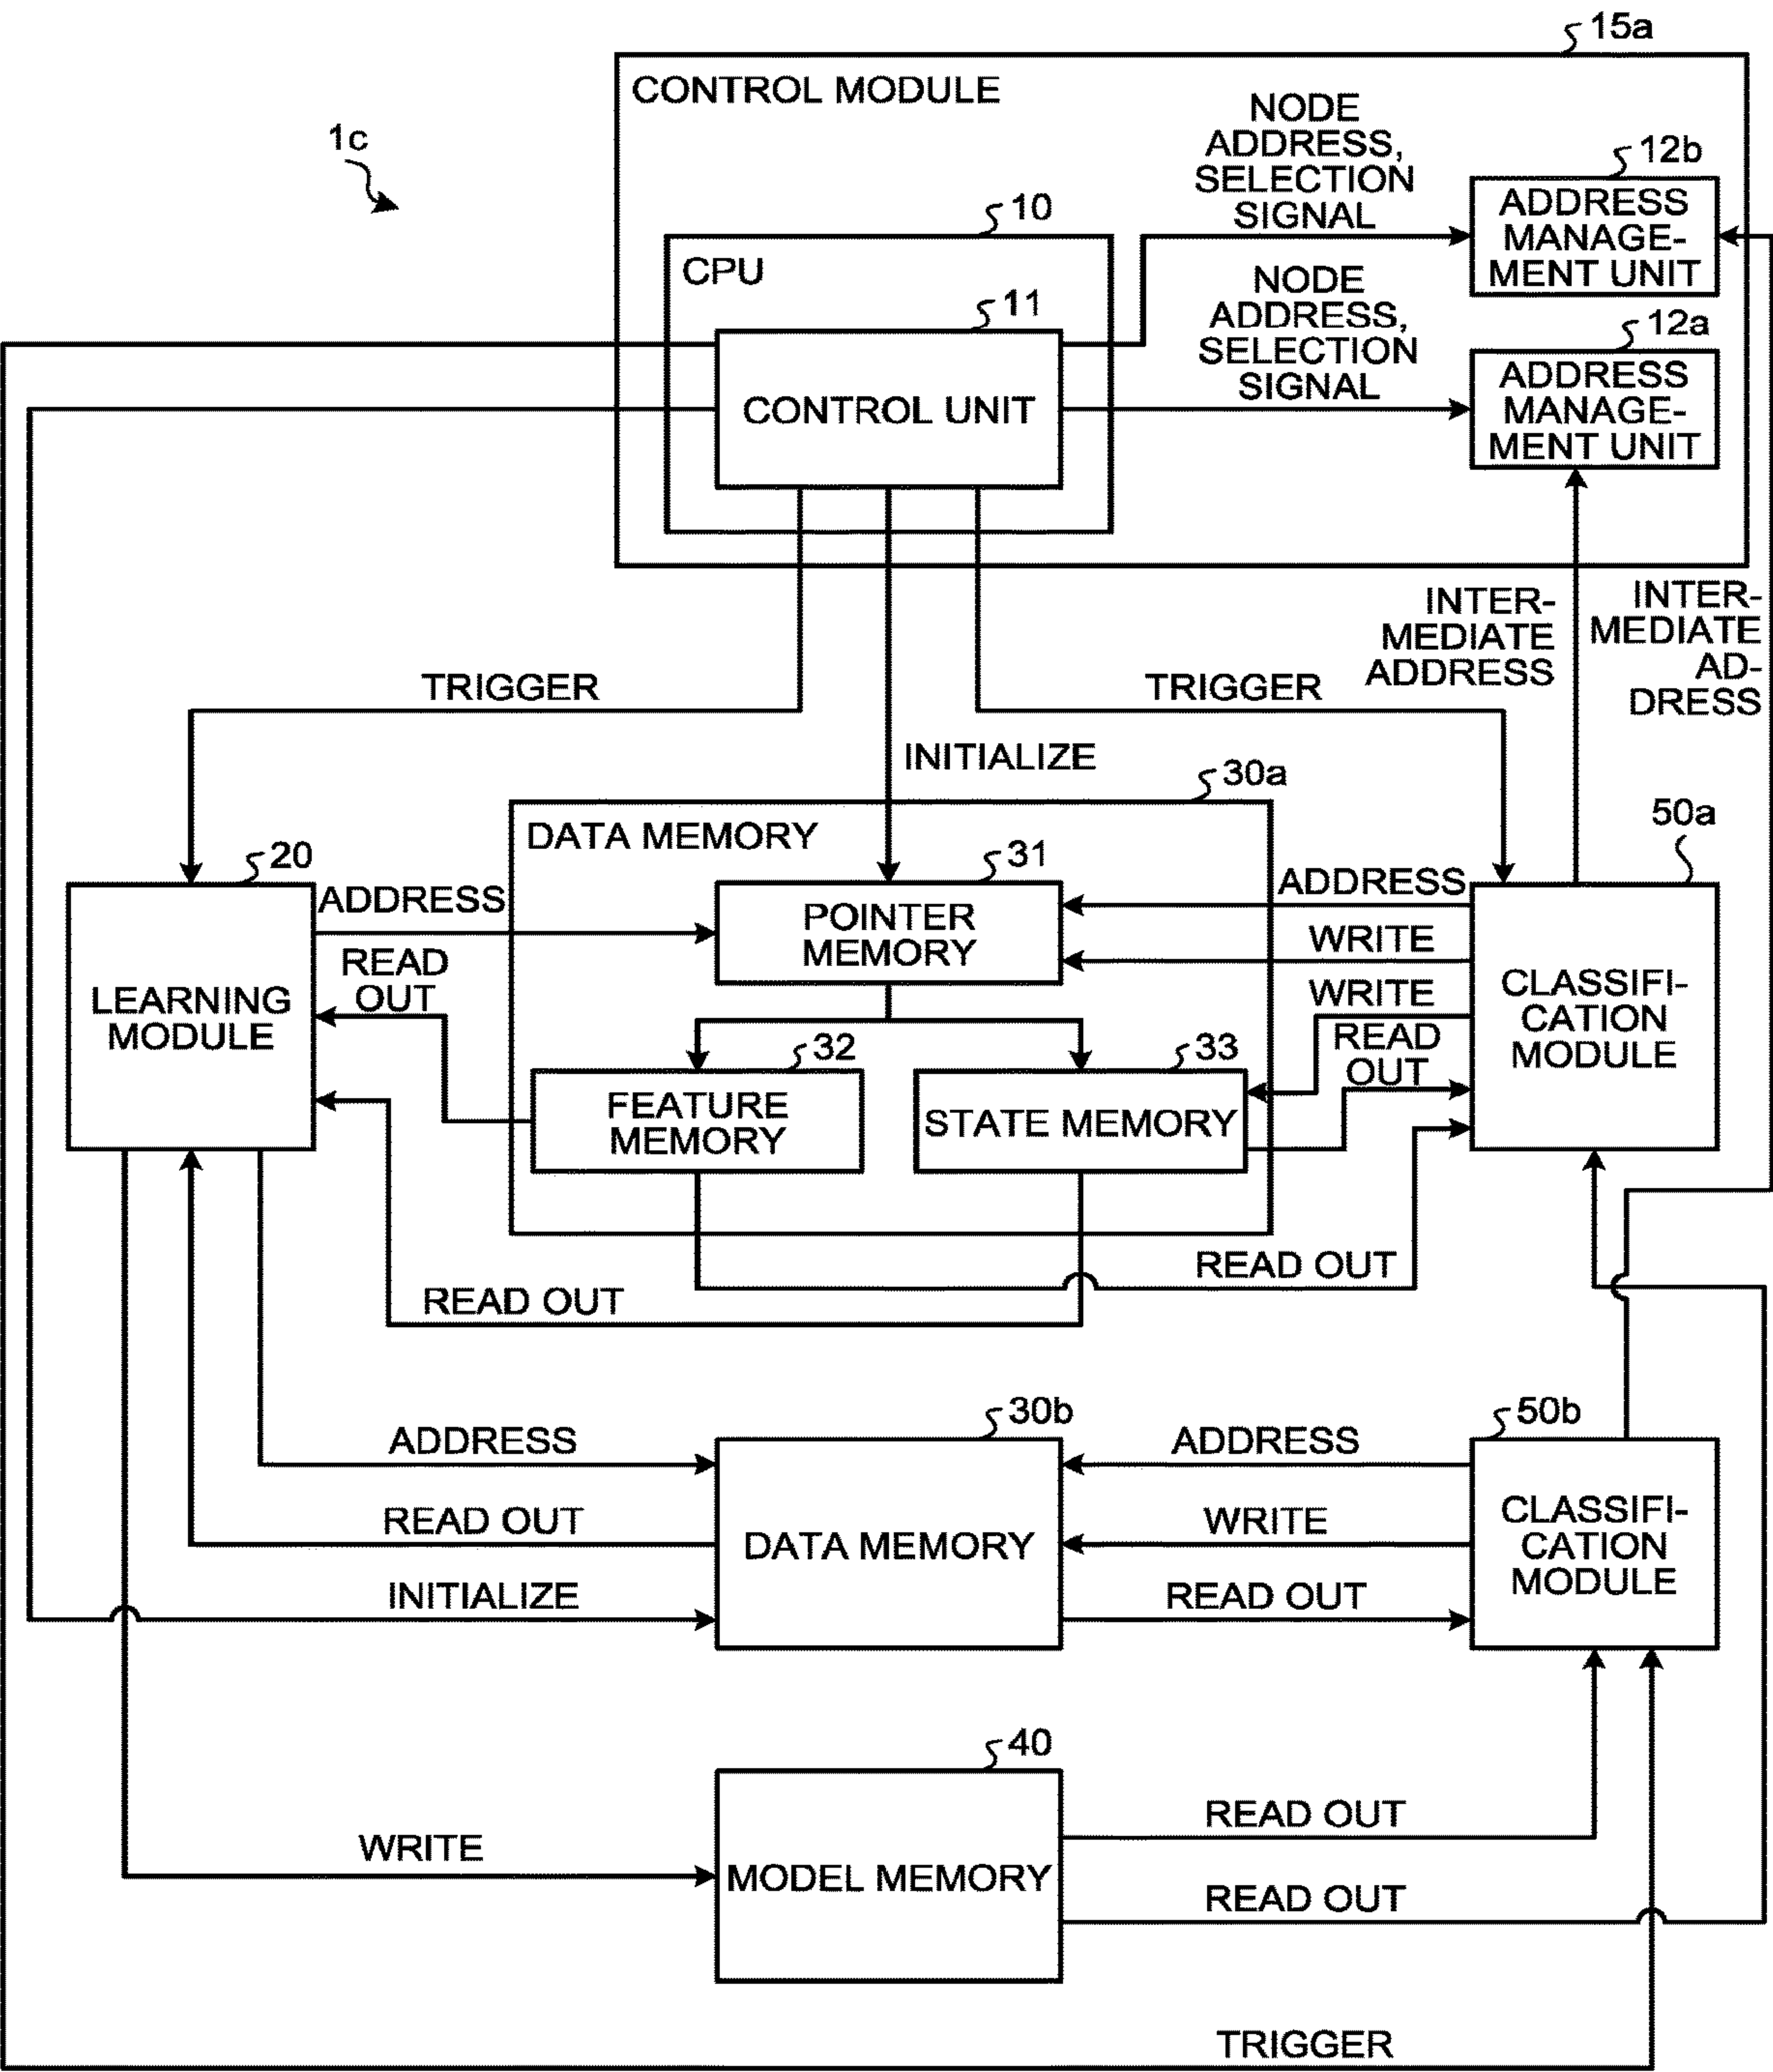 15a
CONTROL MODULE
1c
NODE
ADDRESS,
SELECTION
SIGNAL
12b
ADDRESS
MANAGE-
MENT UNIT
10
CPU
NODE
ADDRESS,
SELECTION
SIGNAL
11
CONTROL UNIT
12a
ADDRESS
MANAGE-
MENT UNIT
INTER-
MEDIATE
ADDRESS
INTER-
MEDIATE
AD-
DRESS
TRIGGER
TRIGGER
INITIALIZE
30a
DATA MEMORY
50a
20
ADDRESS
31
POINTER
MEMORY
ADDRESS
WRITE
READ
OUT
LEARNING
MODULE
WRITE
CLASSIFI-
CATION
MODULE
32
FEATURE
MEMORY
33
STATE MEMORY
READ
OUT
READ OUT
READ OUT
30b
50b
ADDRESS
ADDRESS
READ OUT
DATA MEMORY
WRITE
CLASSIFI-
CATION
MODULE
INITIALIZE
READ OUT
40
WRITE
MODEL MEMORY
READ OUT
READ OUT
TRIGGER